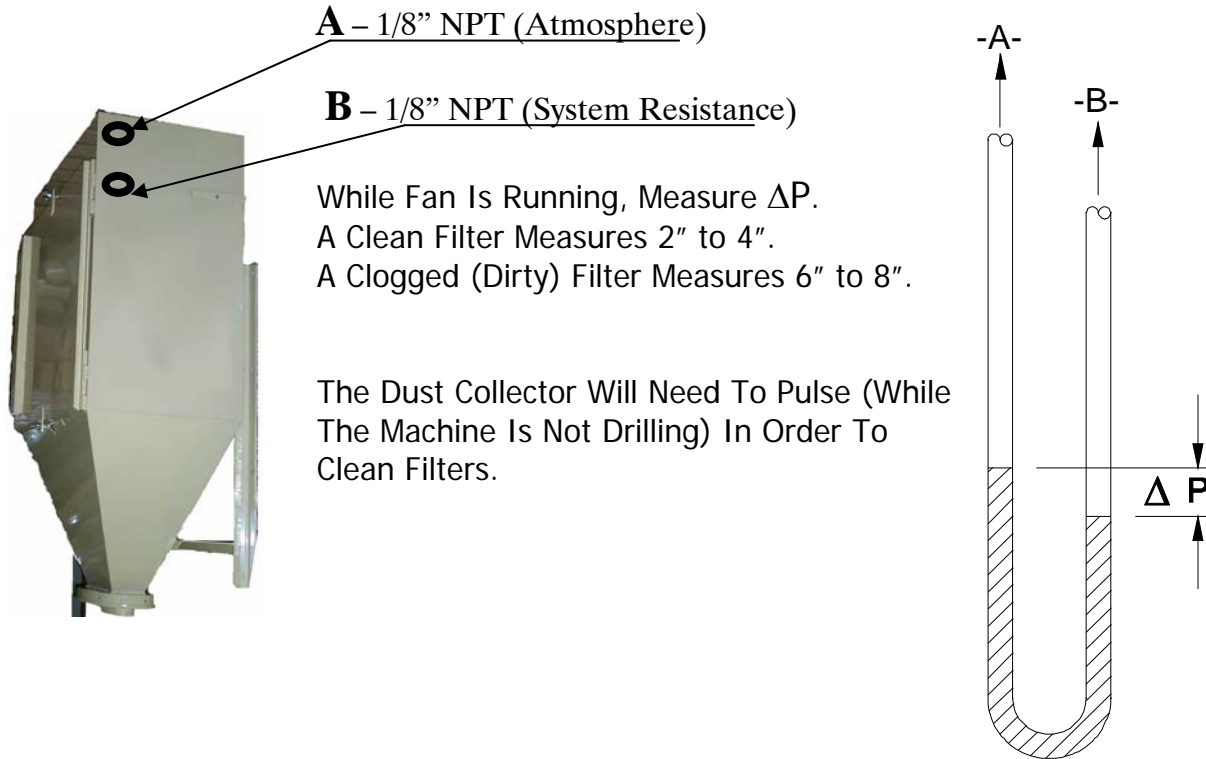 A – 1/8” NPT (Atmosphere)
B – 1/8” NPT (System Resistance)
While Fan Is Running, Measure ΔP.
A Clean Filter Measures 2” to 4”.
A Clogged (Dirty) Filter Measures 6” to 8”.
The Dust Collector Will Need To Pulse (While
The Machine Is Not Drilling) In Order To
Clean Filters.
-A-
-B-
Δ P